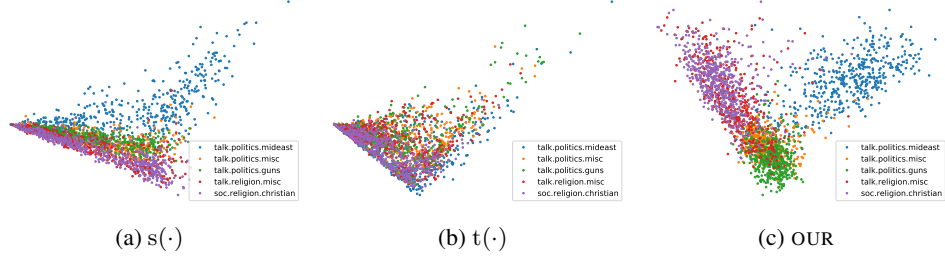 talk.politics.mideast
talk.politics.misc
talk.politics.guns
talk.religion.misc
soc.religion.christian
talk.politics.mideast
talk.politics.misc
talk.politics.guns
talk.religion.misc
soc.religion.christian
talk.politics.mideast
talk.politics.misc
talk.politics.guns
talk.religion.misc
soc.religion.christian
(a) s(·)
(b) t(·)
(c) OUR